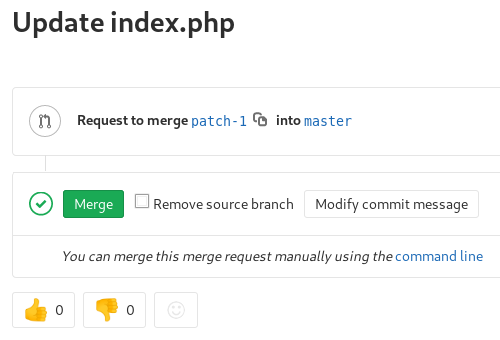 Update index.php
Request to merge patch-1 into master
Merge Remove source branch Modify commit message
You can merge this merge request manually using the command line
0 0